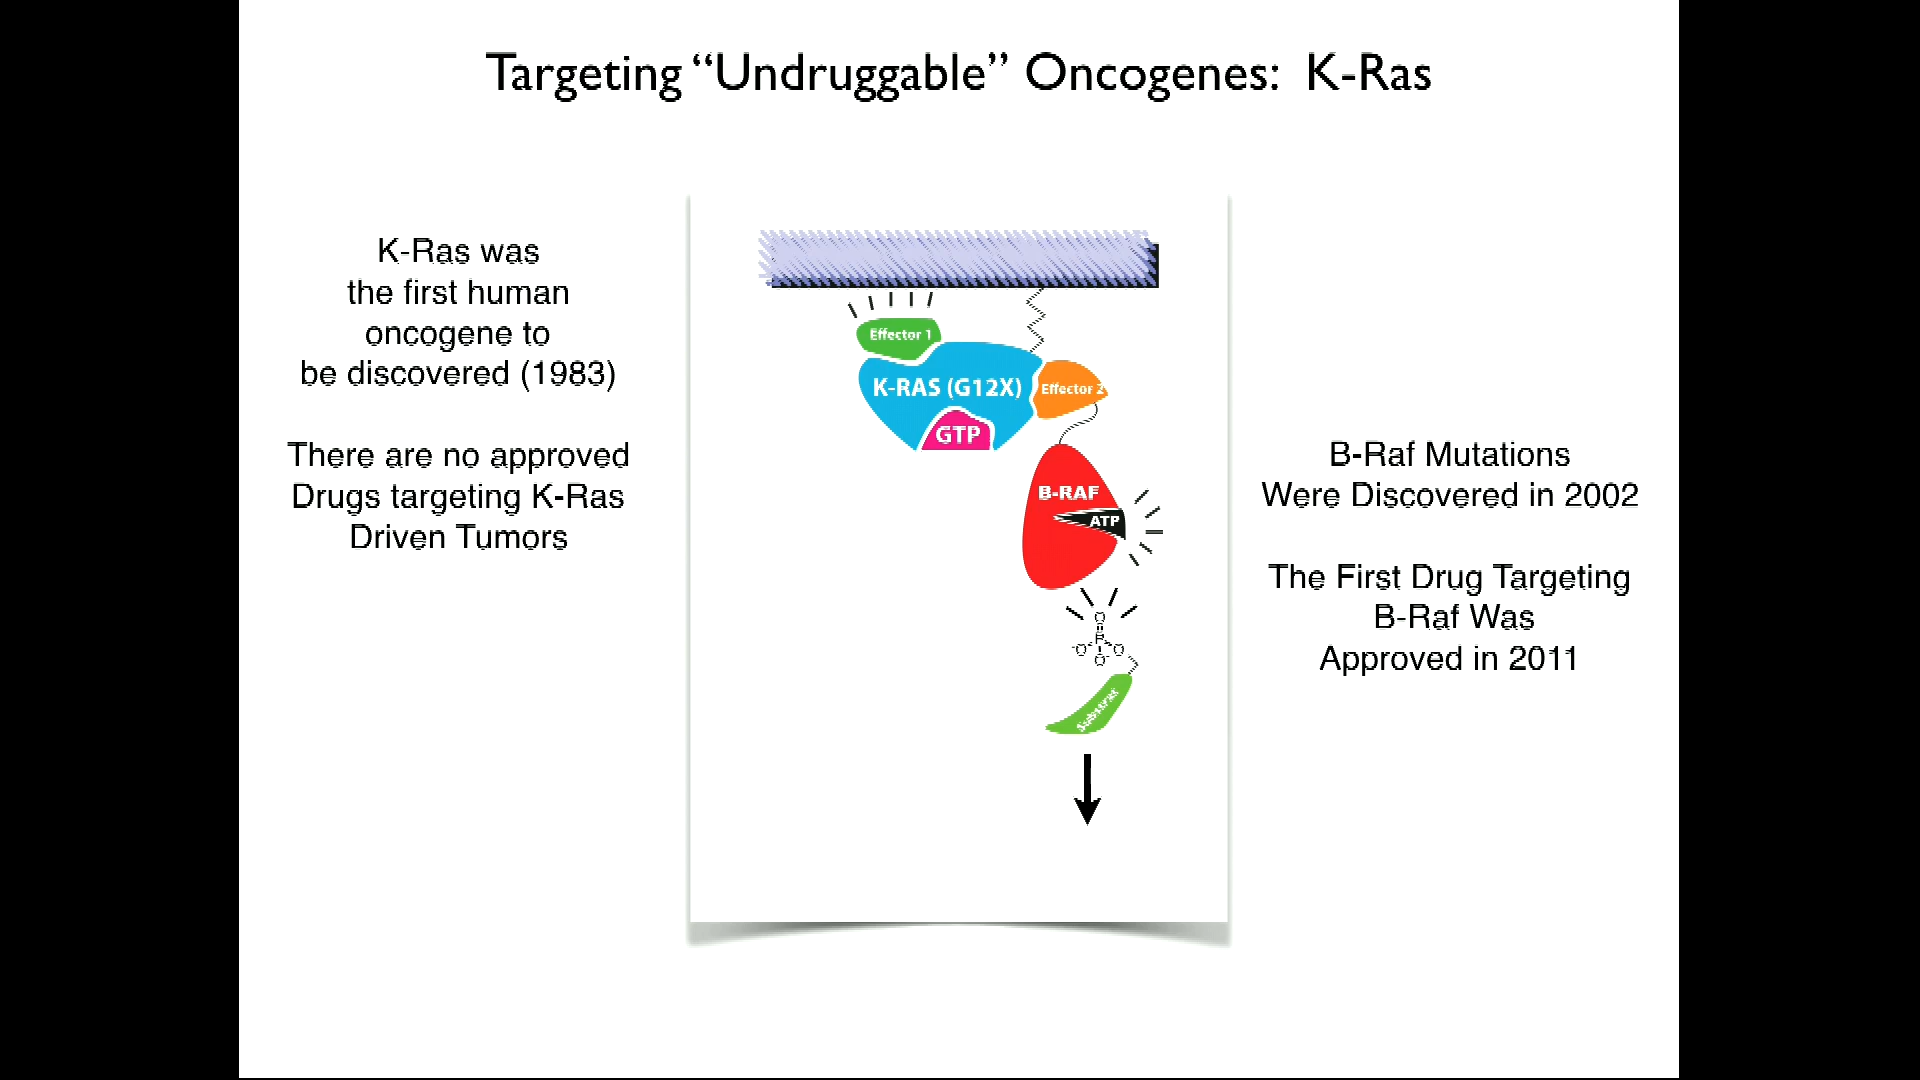 Targeting “Undruggable” Oncogenes: K-Ras
K-Ras was
the first human
oncogene to
be discovered (1983)
There are no approved
Drugs targeting K-Ras
Driven Tumors
Effector 1
K-RAS (G12X)
Effector 2
GTP
B-RAF
ATP
O
P
-O
O
O-
Substrate
B-Raf Mutations
Were Discovered in 2002
The First Drug Targeting
B-Raf Was
Approved in 2011